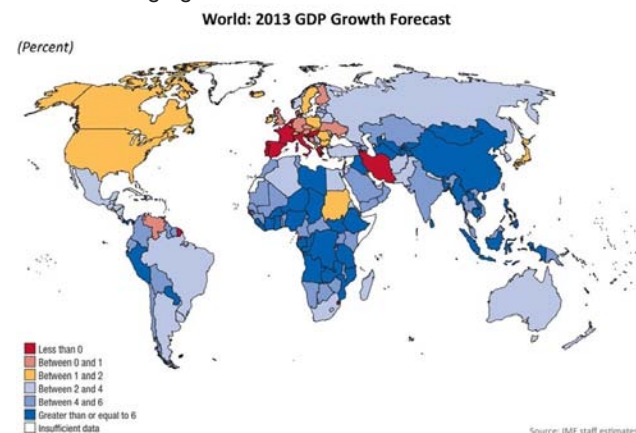 World: 2013 GDP Growth Forecast
(Percent)
Less than 0
Between 0 and 1
Between 1 and 2
Between 2 and 4
Between 4 and 6
Greater than or equal to 6
Insufficient data
Source: IMF staff estimates